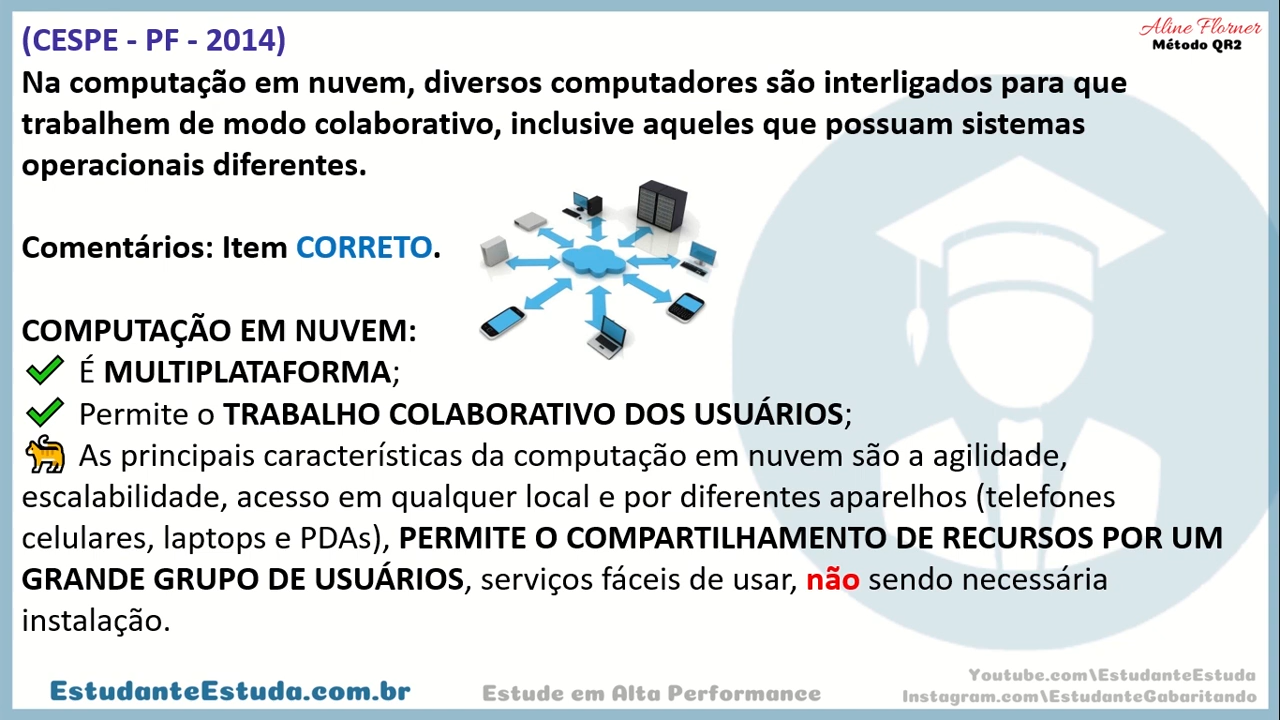 (CESPE - PF - 2014)
Aline Florner
Método QR2
Na computação em nuvem, diversos computadores são interligados para que
trabalhem de modo colaborativo, inclusive aqueles que possuam sistemas
operacionais diferentes.
Comentários: Item CORRETO.
COMPUTAÇÃO EM NUVEM:
É MULTIPLATAFORMA;
Permite o TRABALHO COLABORATIVO DOS USUÁRIOS;
As principais características da computação em nuvem são a agilidade,
escalabilidade, acesso em qualquer local e por diferentes aparelhos (telefones
celulares, laptops e PDAs), PERMITE O COMPARTILHAMENTO DE RECURSOS POR UM
GRANDE GRUPO DE USUÁRIOS, serviços fáceis de usar, não sendo necessária
instalação.
EstudanteEstuda.com.br
Estude em Alta Performance
Youtube.com\EstudanteEstuda
Instagram.com\EstudanteGabaritando